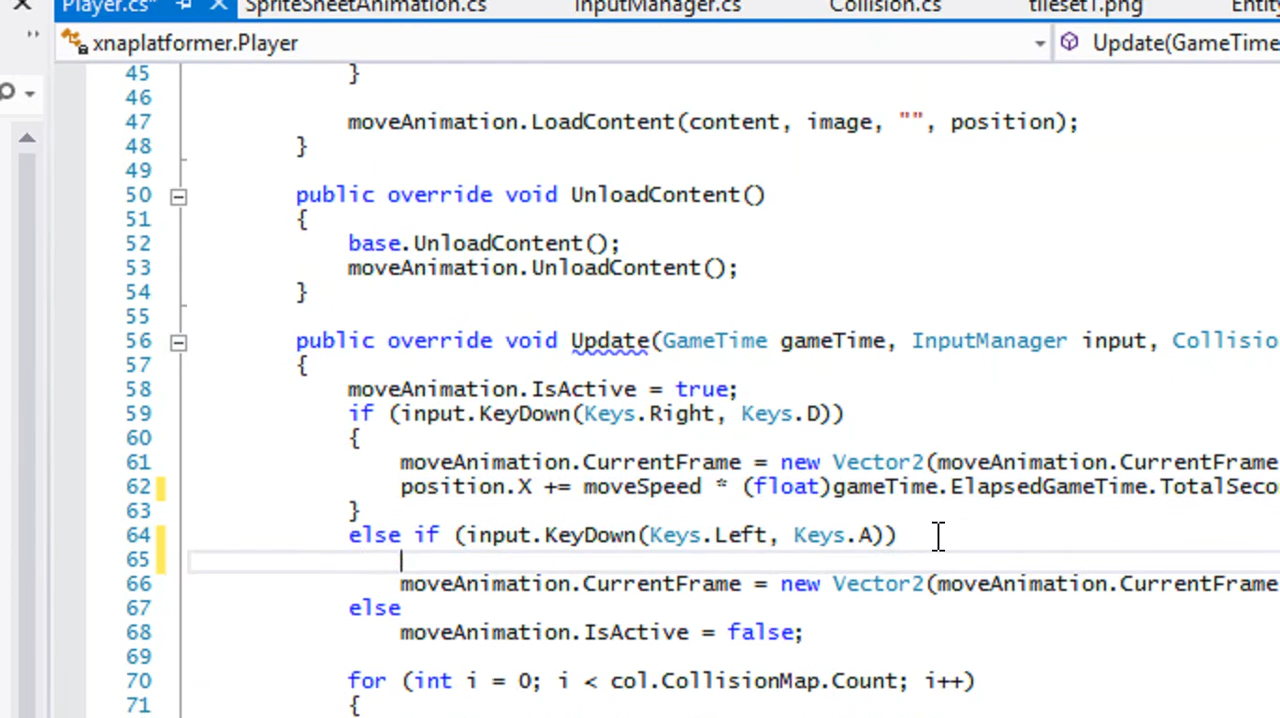 Player.cs* SpriteSheetAnimation.cs InputManager.cs Collision.cs tileset1.png Entity
xnaplatformer.Player Update(GameTime
45 }
46
47 moveAnimation.LoadContent(content, image, "", position);
48 }
49
50 public override void UnloadContent()
51 {
52 base.UnloadContent();
53 moveAnimation.UnloadContent();
54 }
55
56 public override void Update(GameTime gameTime, InputManager input, Collisio
57 {
58 moveAnimation.IsActive = true;
59 if (input.KeyDown(Keys.Right, Keys.D))
60 {
61 moveAnimation.CurrentFrame = new Vector2(moveAnimation.CurrentFrame
62 position.X += moveSpeed * (float)gameTime.ElapsedGameTime.TotalSeco
63 }
64 else if (input.KeyDown(Keys.Left, Keys.A))
65
66 moveAnimation.CurrentFrame = new Vector2(moveAnimation.CurrentFrame
67 else
68 moveAnimation.IsActive = false;
69
70 for (int i = 0; i < col.CollisionMap.Count; i++)
71 {